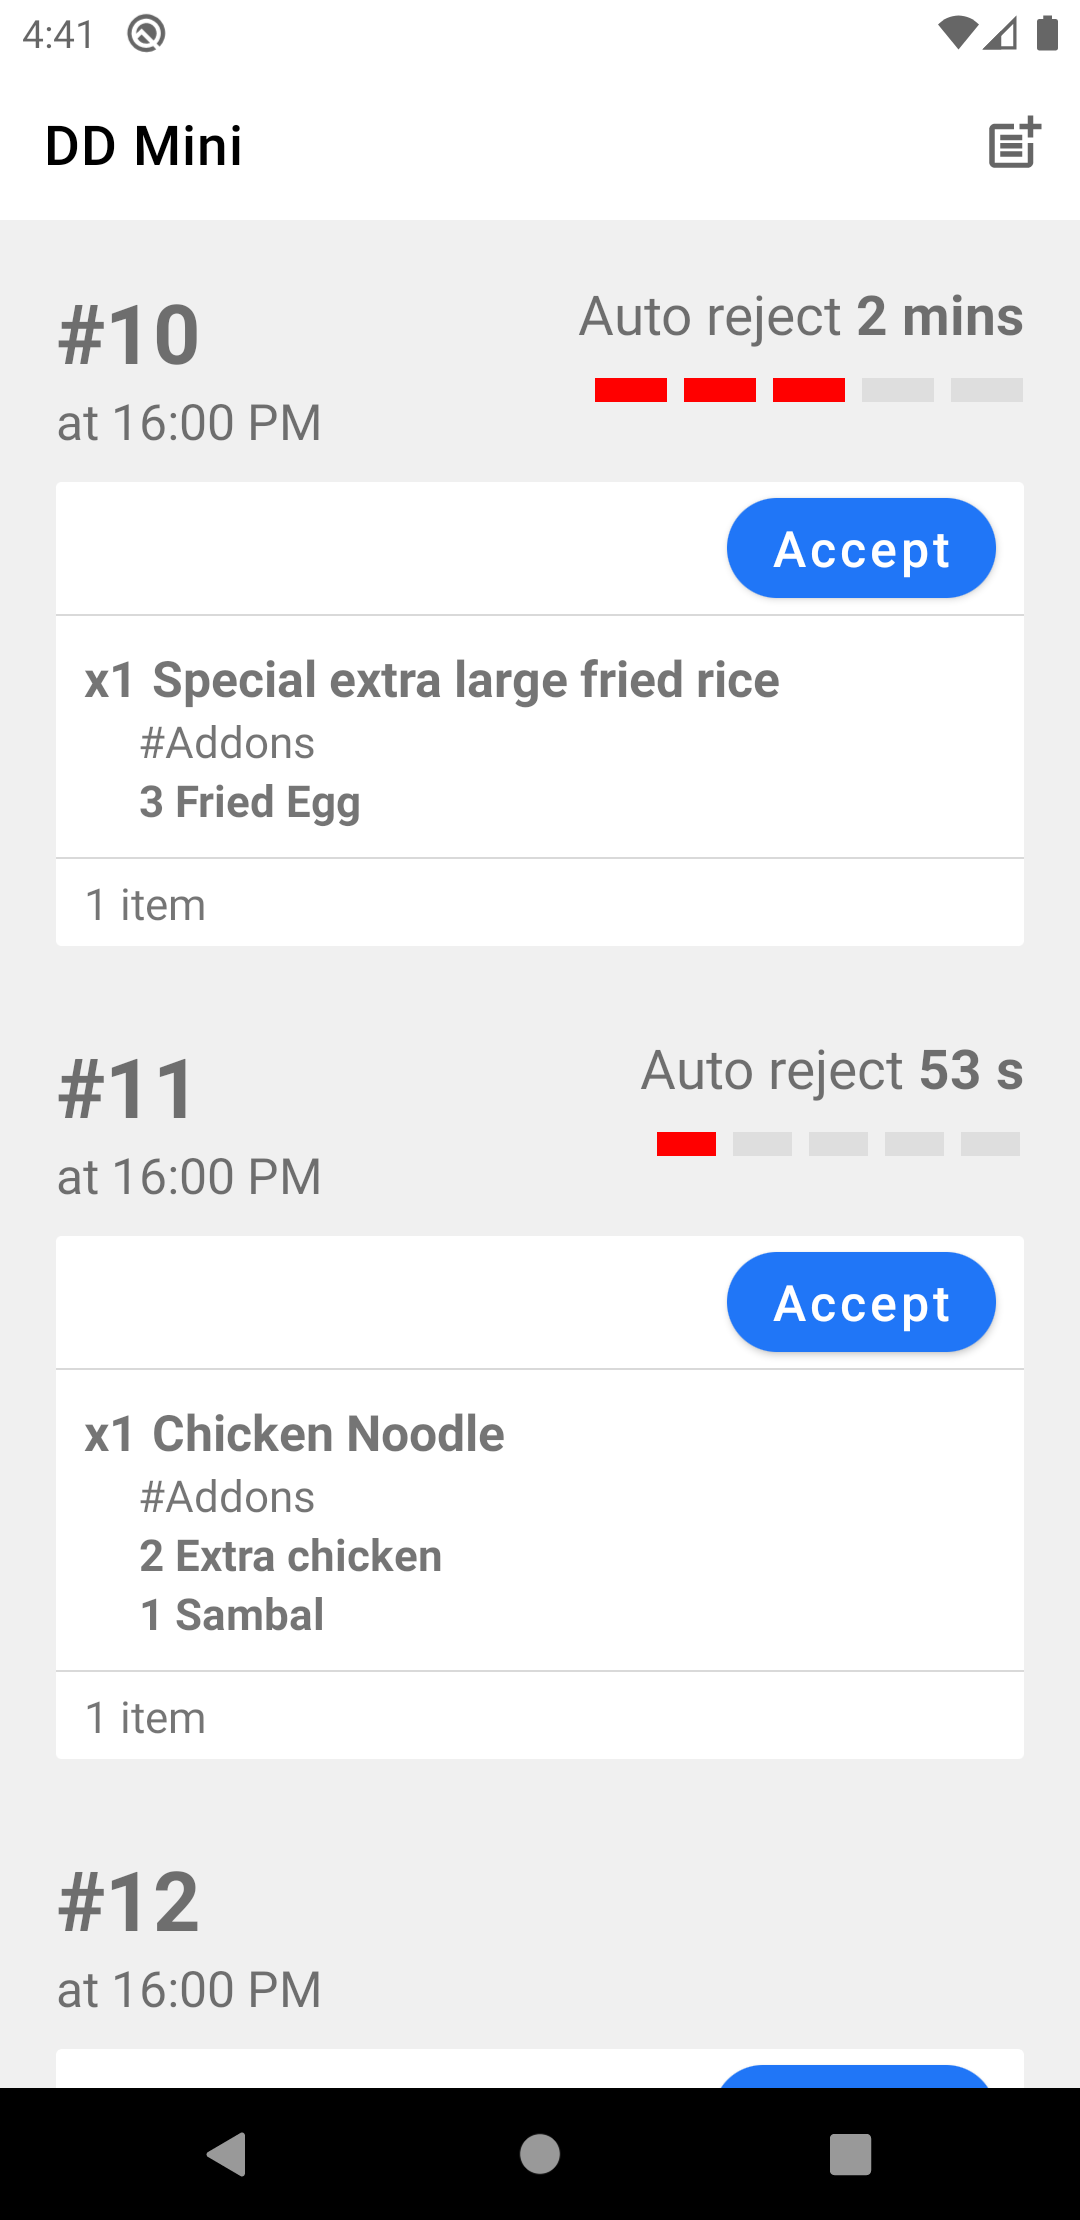 4:41
DD Mini
#10
Auto reject 2 mins
at 16:00 PM
Accept
x1 Special extra large fried rice
#Addons
3 Fried Egg
1 item
#11
Auto reject 53 s
at 16:00 PM
Accept
x1 Chicken Noodle
#Addons
2 Extra chicken
1 Sambal
1 item
#12
at 16:00 PM